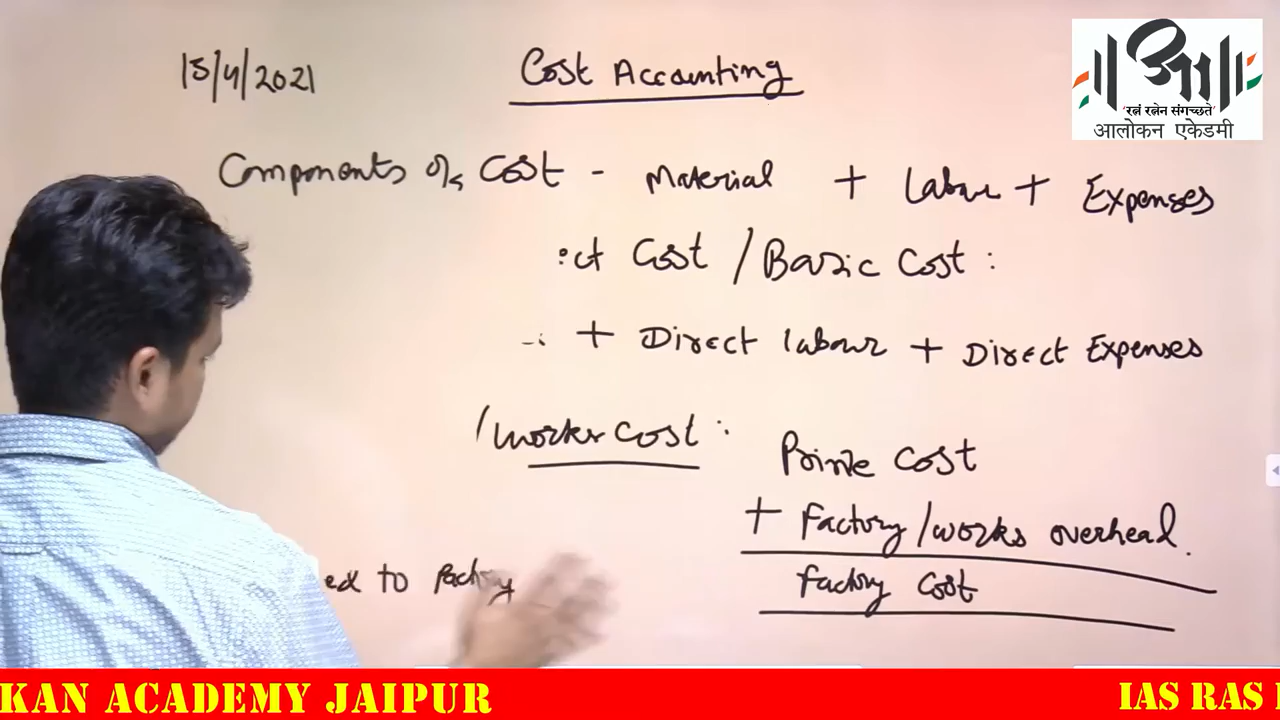 15/4/2021 Cost Accounting
'रत्नं रत्नेन संगच्छते'
आलोकन एकेडमी
Components of Cost - Material + Labour + Expenses
ct Cost / Basic Cost :
+ Direct labour + Direct Expenses
/works cost :
Prime Cost
+ factory/works overhead.
ed to factory
factory Cost
KAN ACADEMY JAIPUR IAS RAS